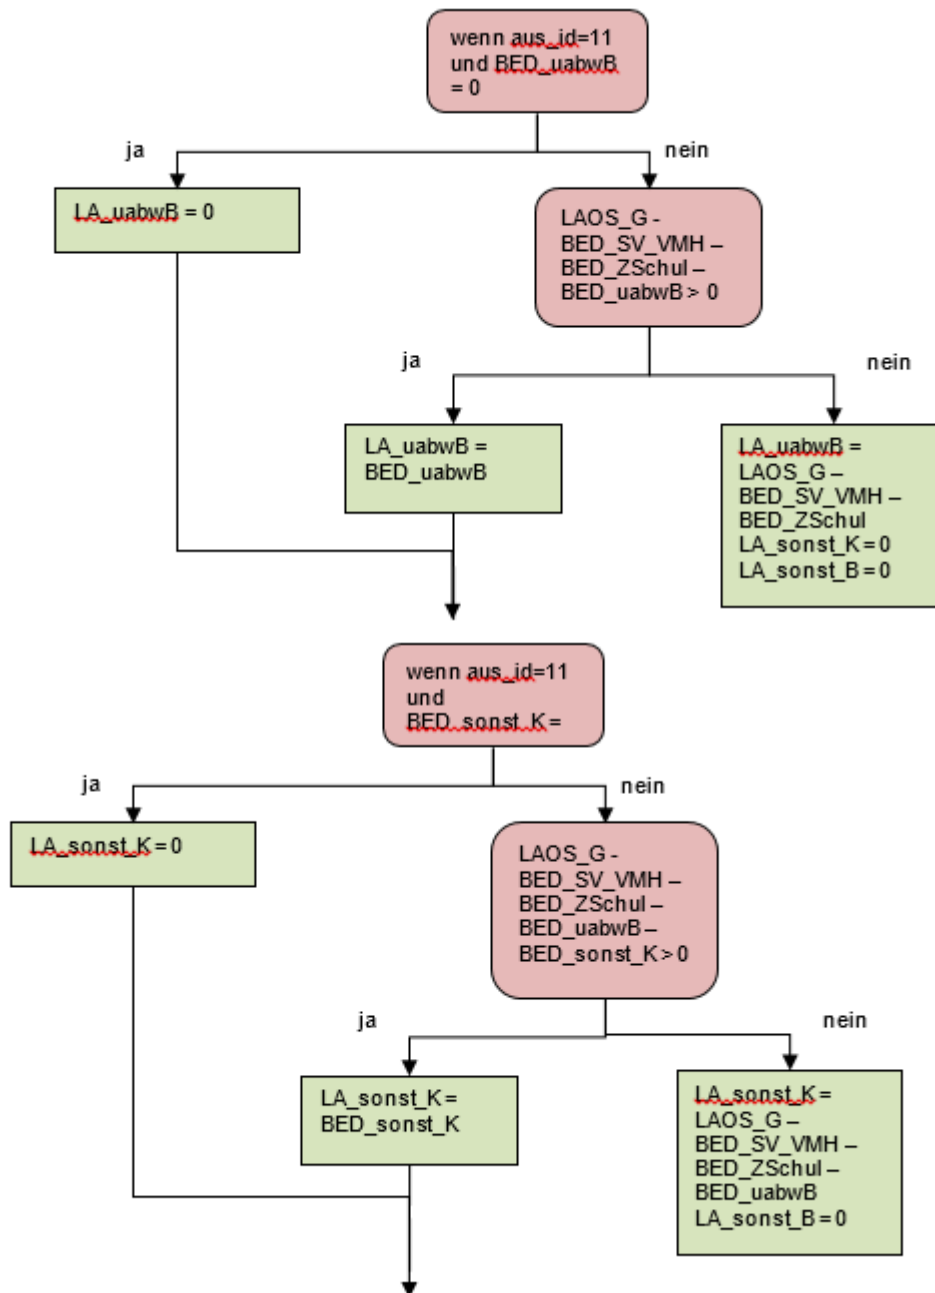 wenn aus_id=11
und BED_uabwB
= 0
ja
nein
LA_uabwB = 0
LAOS_G -
BED_SV_VMH –
BED_ZSchul –
BED_uabwB > 0
ja
nein
LA_uabwB =
BED_uabwB
LA_uabwB =
LAOS_G –
BED_SV_VMH –
BED_ZSchul
LA_sonst_K = 0
LA_sonst_B = 0
wenn aus_id=11
und
BED_sonst_K =
ja
nein
LA_sonst_K = 0
LAOS_G -
BED_SV_VMH –
BED_ZSchul –
BED_uabwB –
BED_sonst_K > 0
ja
nein
LA_sonst_K =
BED_sonst_K
LA_sonst_K =
LAOS_G –
BED_SV_VMH –
BED_ZSchul –
BED_uabwB
LA_sonst_B = 0